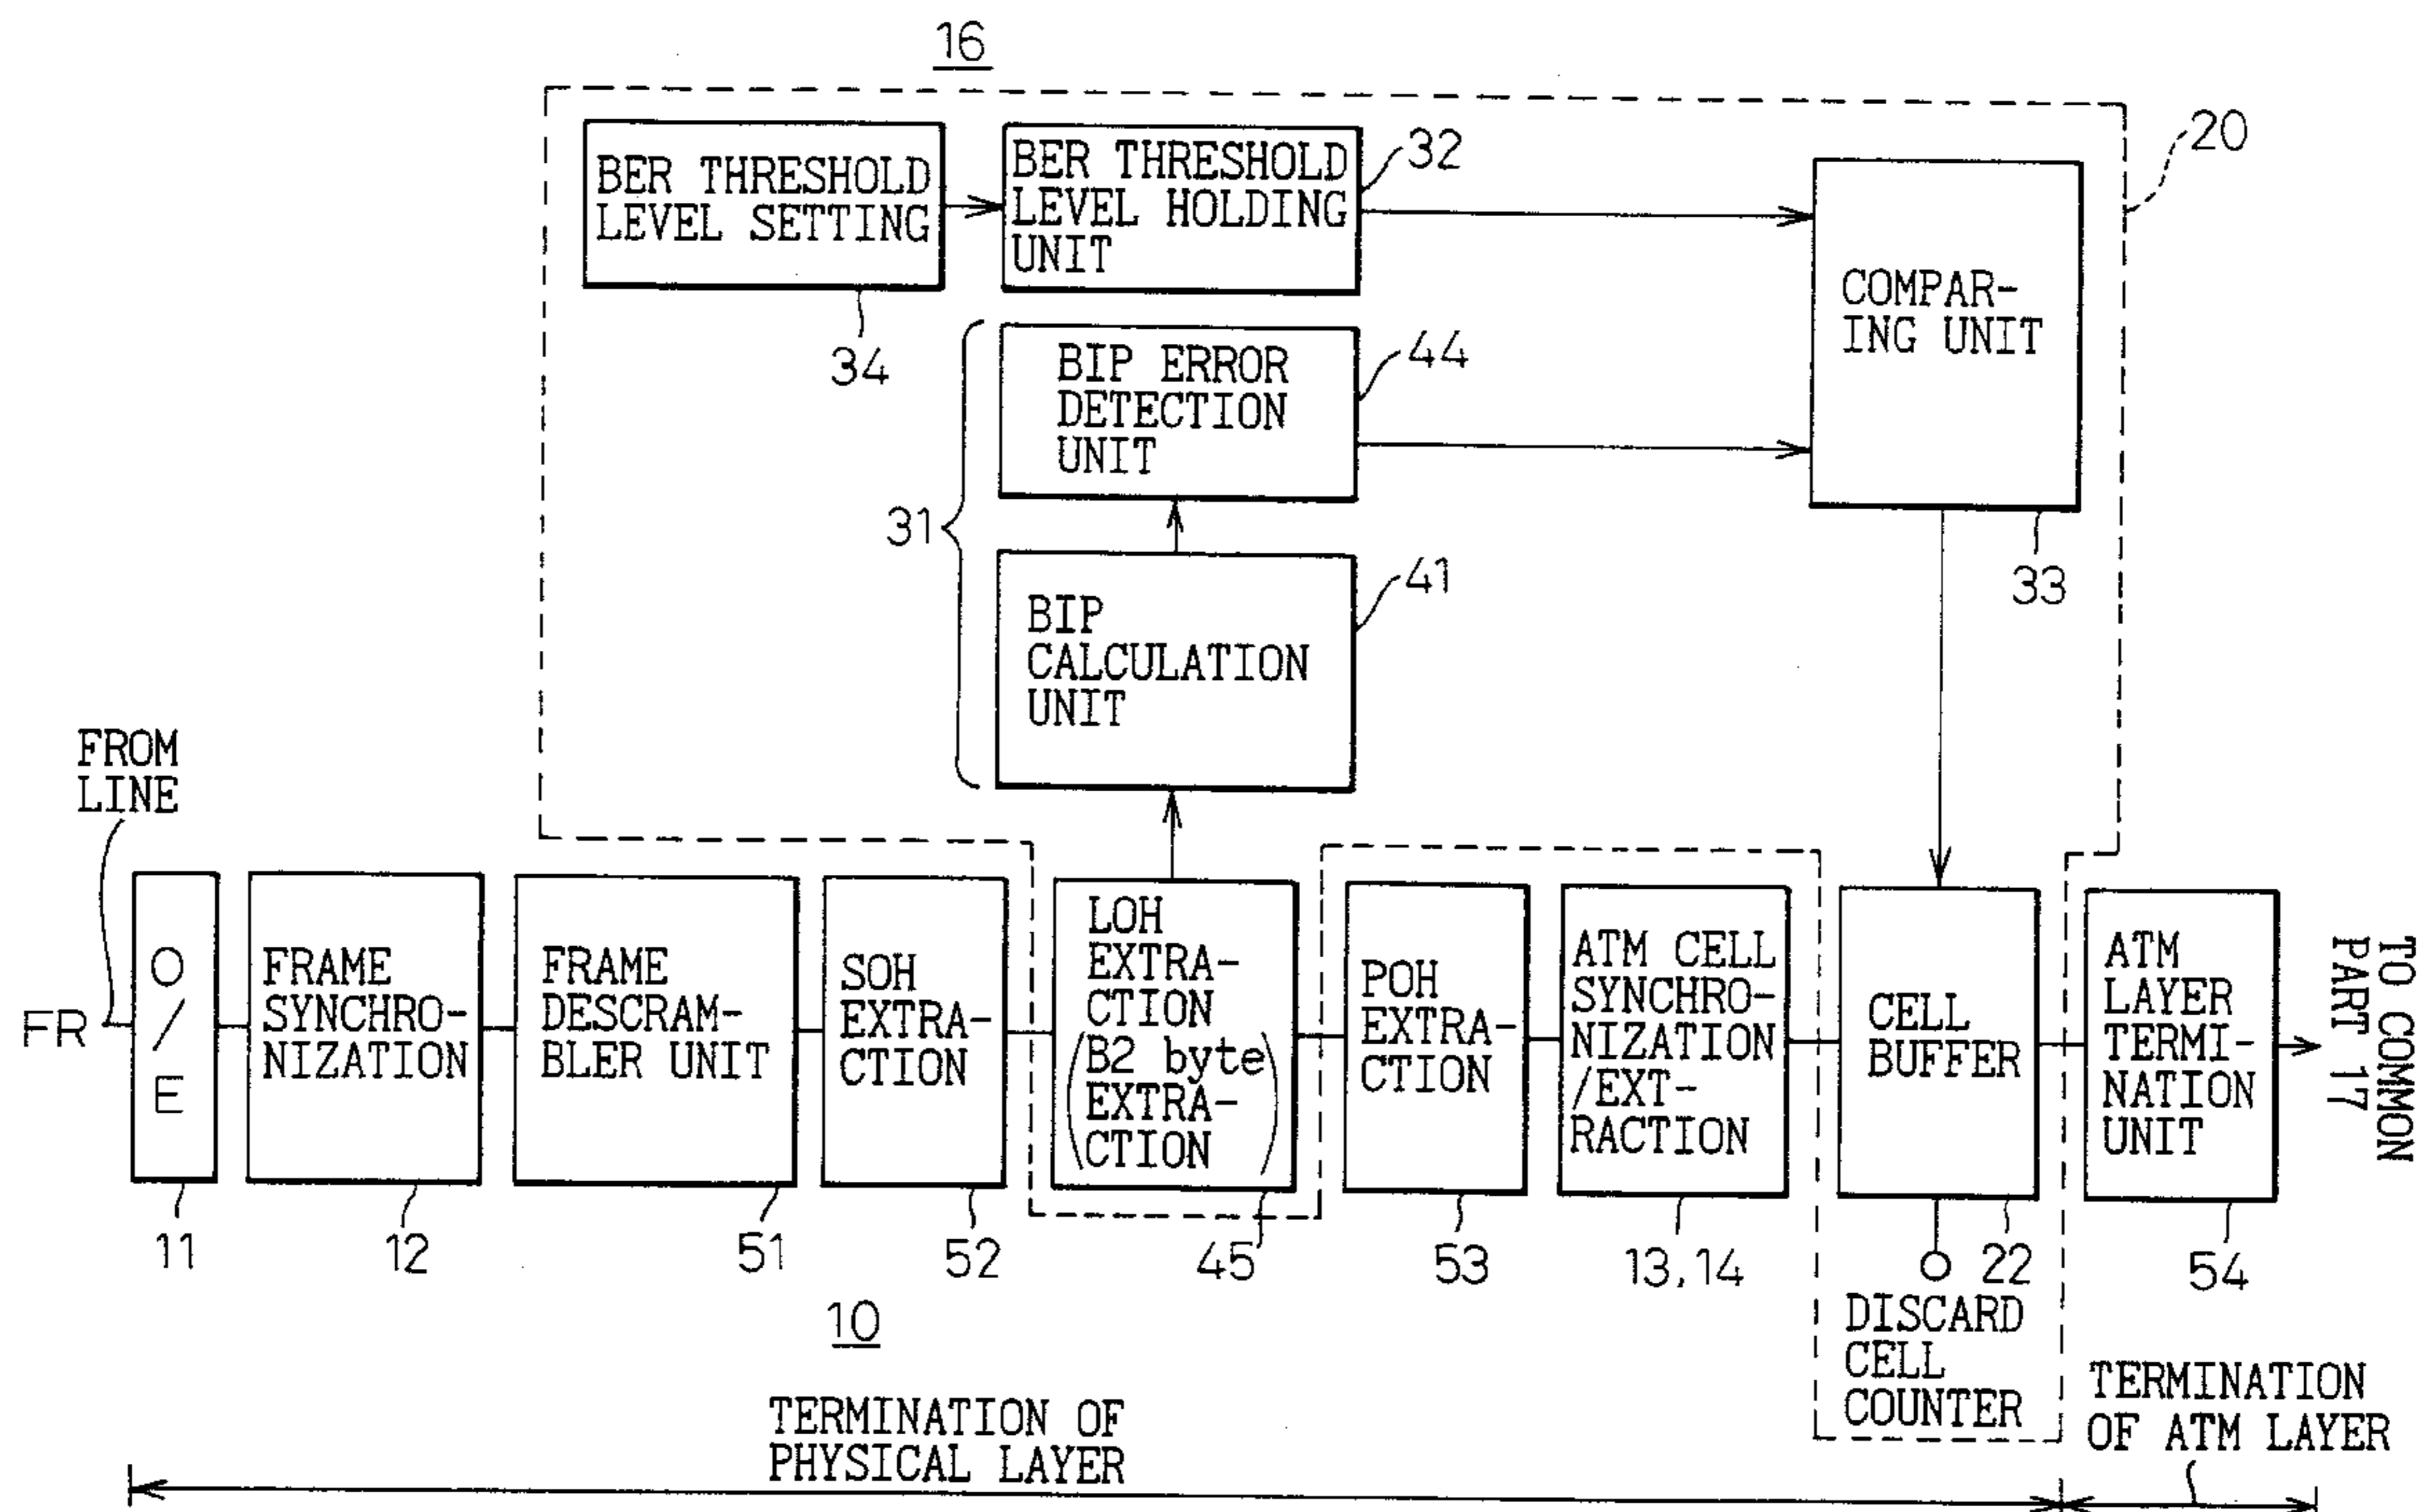 16
BER THRESHOLD
LEVEL SETTING
34
BER THRESHOLD
LEVEL HOLDING
UNIT
32
COMPAR-
ING UNIT
33
20
BIP ERROR
DETECTION
UNIT
44
31
BIP
CALCULATION
UNIT
41
FROM
LINE
FR
O
/
E
11
FRAME
SYNCHRO-
NIZATION
12
FRAME
DESCRAM-
BLER UNIT
51
SOH
EXTRA-
CTION
52
LOH
EXTRA-
CTION
(B2 byte
EXTRA-
CTION)
45
POH
EXTRA-
CTION
53
ATM CELL
SYNCHRO-
NIZATION
/EXT-
RACTION
13,14
CELL
BUFFER
22
DISCARD
CELL
COUNTER
ATM
LAYER
TERMI-
NATION
UNIT
54
TO COMMON
PART 17
10
TERMINATION OF
PHYSICAL LAYER
TERMINATION
OF ATM LAYER